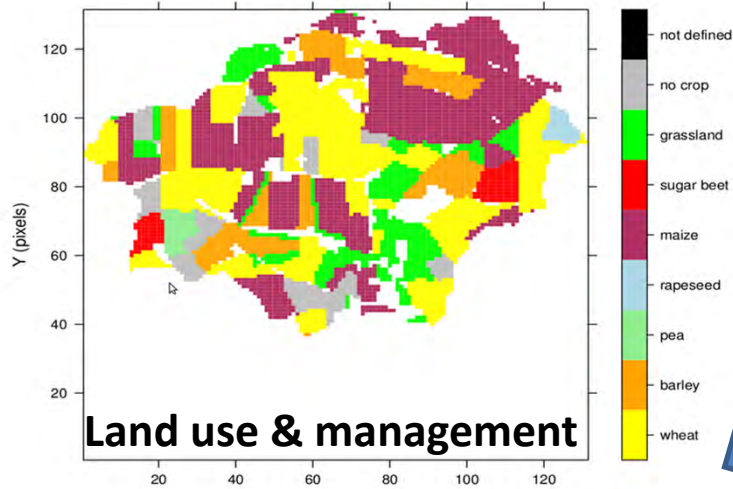 120
100
80
60
40
20
Y (pixels)
20 40 60 80 100 120
Land use & management
not defined
no crop
grassland
sugar beet
maize
rapeseed
pea
barley
wheat